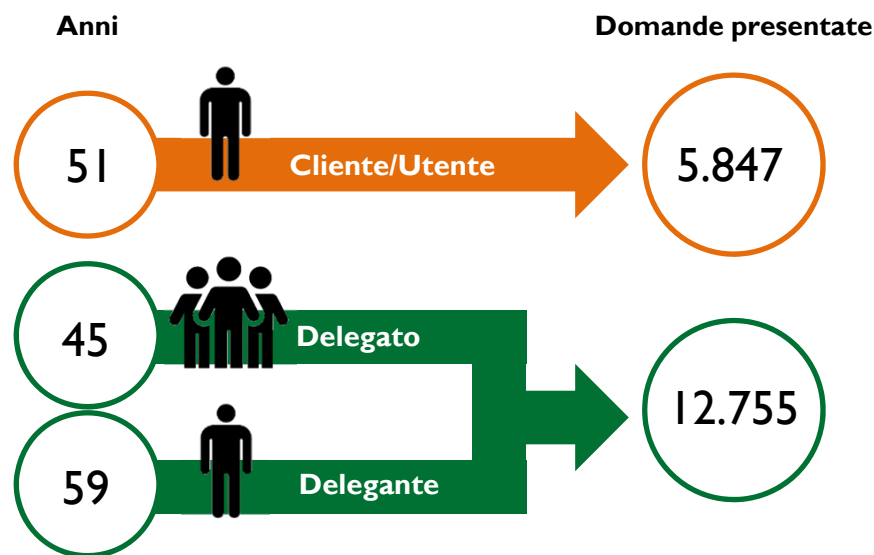 Anni
Domande presentate
51
Cliente/Utente
5.847
45
Delegato
12.755
59
Delegante